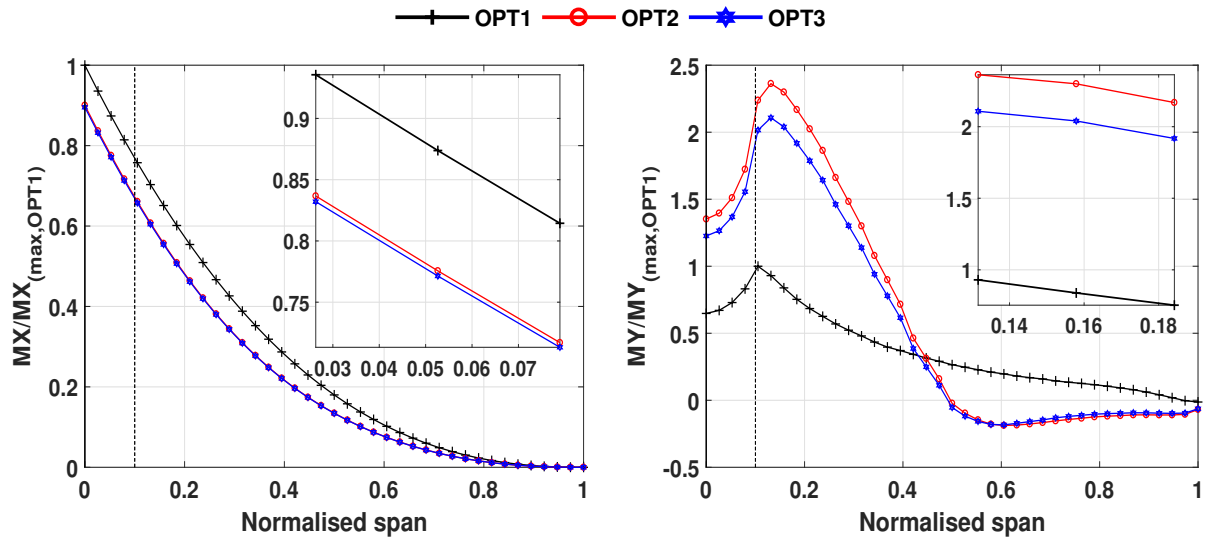 OPT1 OPT2 OPT3
MX/MX(max,OPT1)
1
0.8
0.6
0.4
0.2
0
0 0.2 0.4 0.6 0.8 1
Normalised span
0.9
0.85
0.8
0.75
0.03 0.04 0.05 0.06 0.07
MY/MY(max,OPT1)
2.5
2
1.5
1
0.5
0
-0.5
0 0.2 0.4 0.6 0.8 1
Normalised span
2
1.5
1
0.14 0.16 0.18